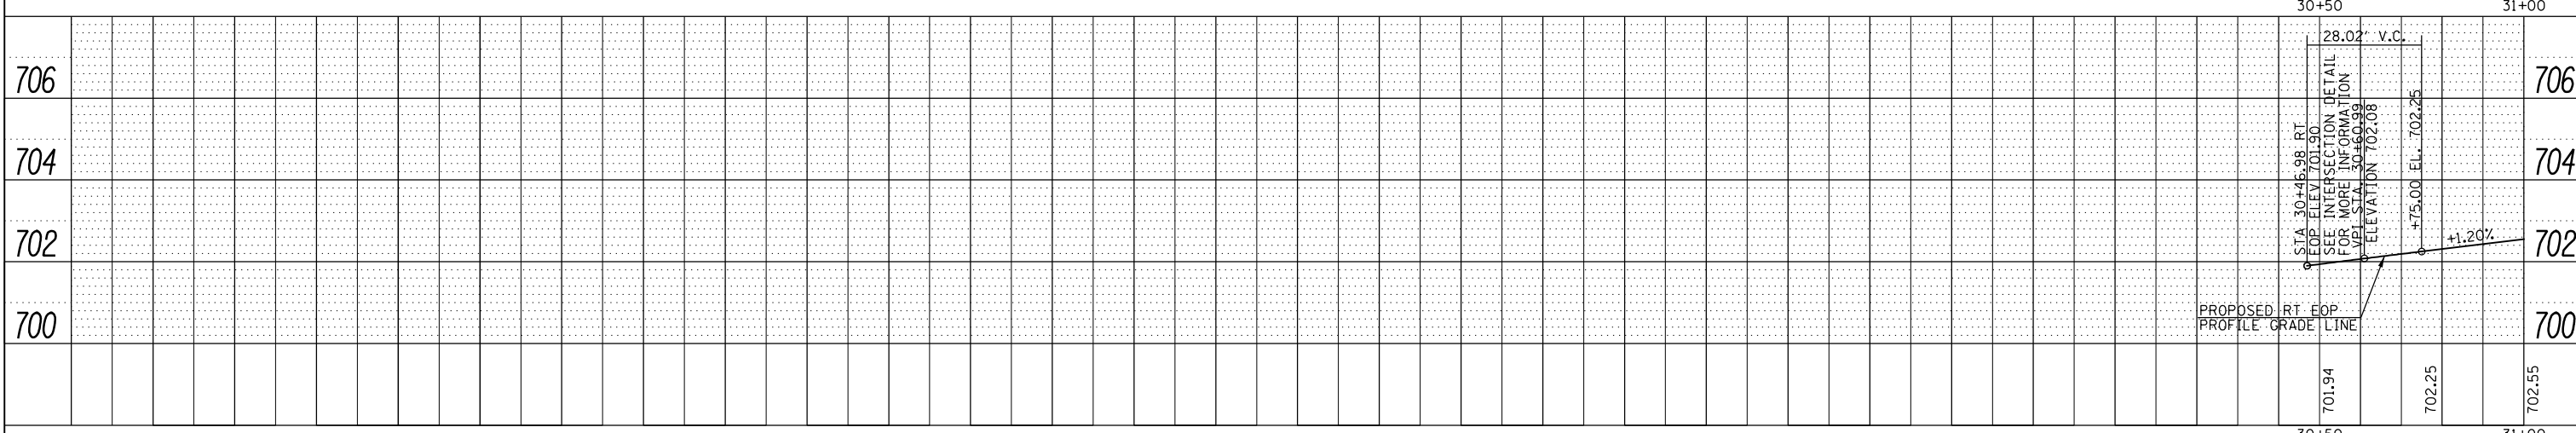 30+50 31+00
28.02' V.C.
706 706
704 704
702 702
700 700
STA 30+46.98 RT
EOP ELEV 701.90
SEE INTERSECTION DETAIL
FOR MORE INFORMATION
VPI STA. 30+60.99
ELEVATION 702.08
+75.00 EL. 702.25
+1.20%
PROPOSED RT EOP
PROFILE GRADE LINE
701.94
702.25
702.55
30+50 31+00